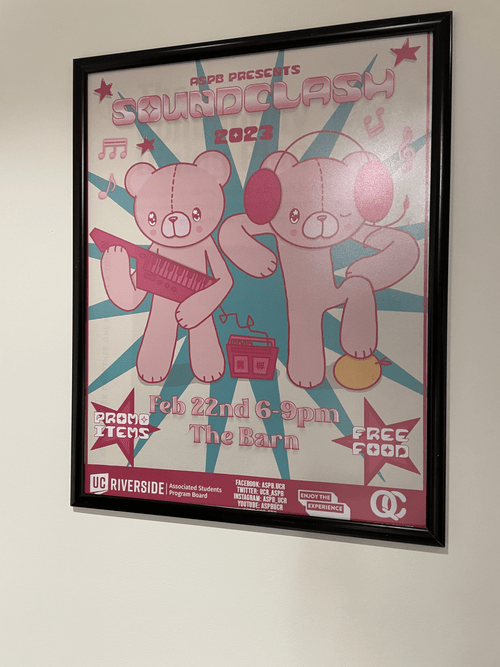 ASPB PRESENTS
SOUNDCLASH
2023
Feb 22nd 6-9pm
The Barn
PROMO
ITEMS
FREE
FOOD
UC RIVERSIDE
Associated Students
Program Board
FACEBOOK: ASPB.UCR
TWITTER: UCR_ASPB
INSTAGRAM: ASPB_UCR
YOUTUBE: ASPBUCR
ENJOY THE
EXPERIENCE